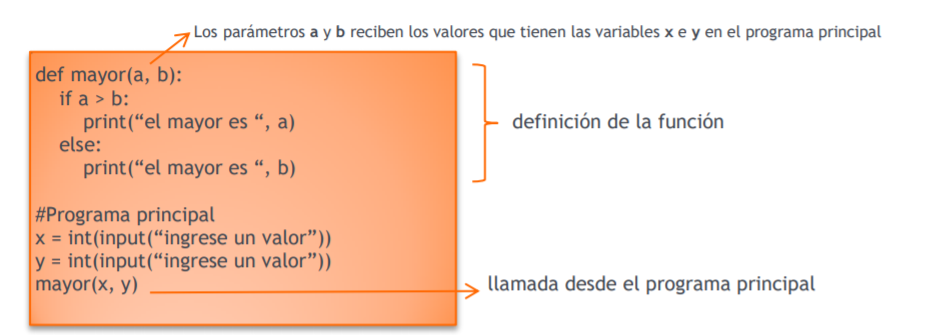 Los parámetros a y b reciben los valores que tienen las variables x e y en el programa principal
def mayor(a, b):
if a > b:
print(“el mayor es “, a)
else:
print(“el mayor es “, b)
definición de la función
#Programa principal
x = int(input(“ingrese un valor”))
y = int(input(“ingrese un valor”))
mayor(x, y)
llamada desde el programa principal